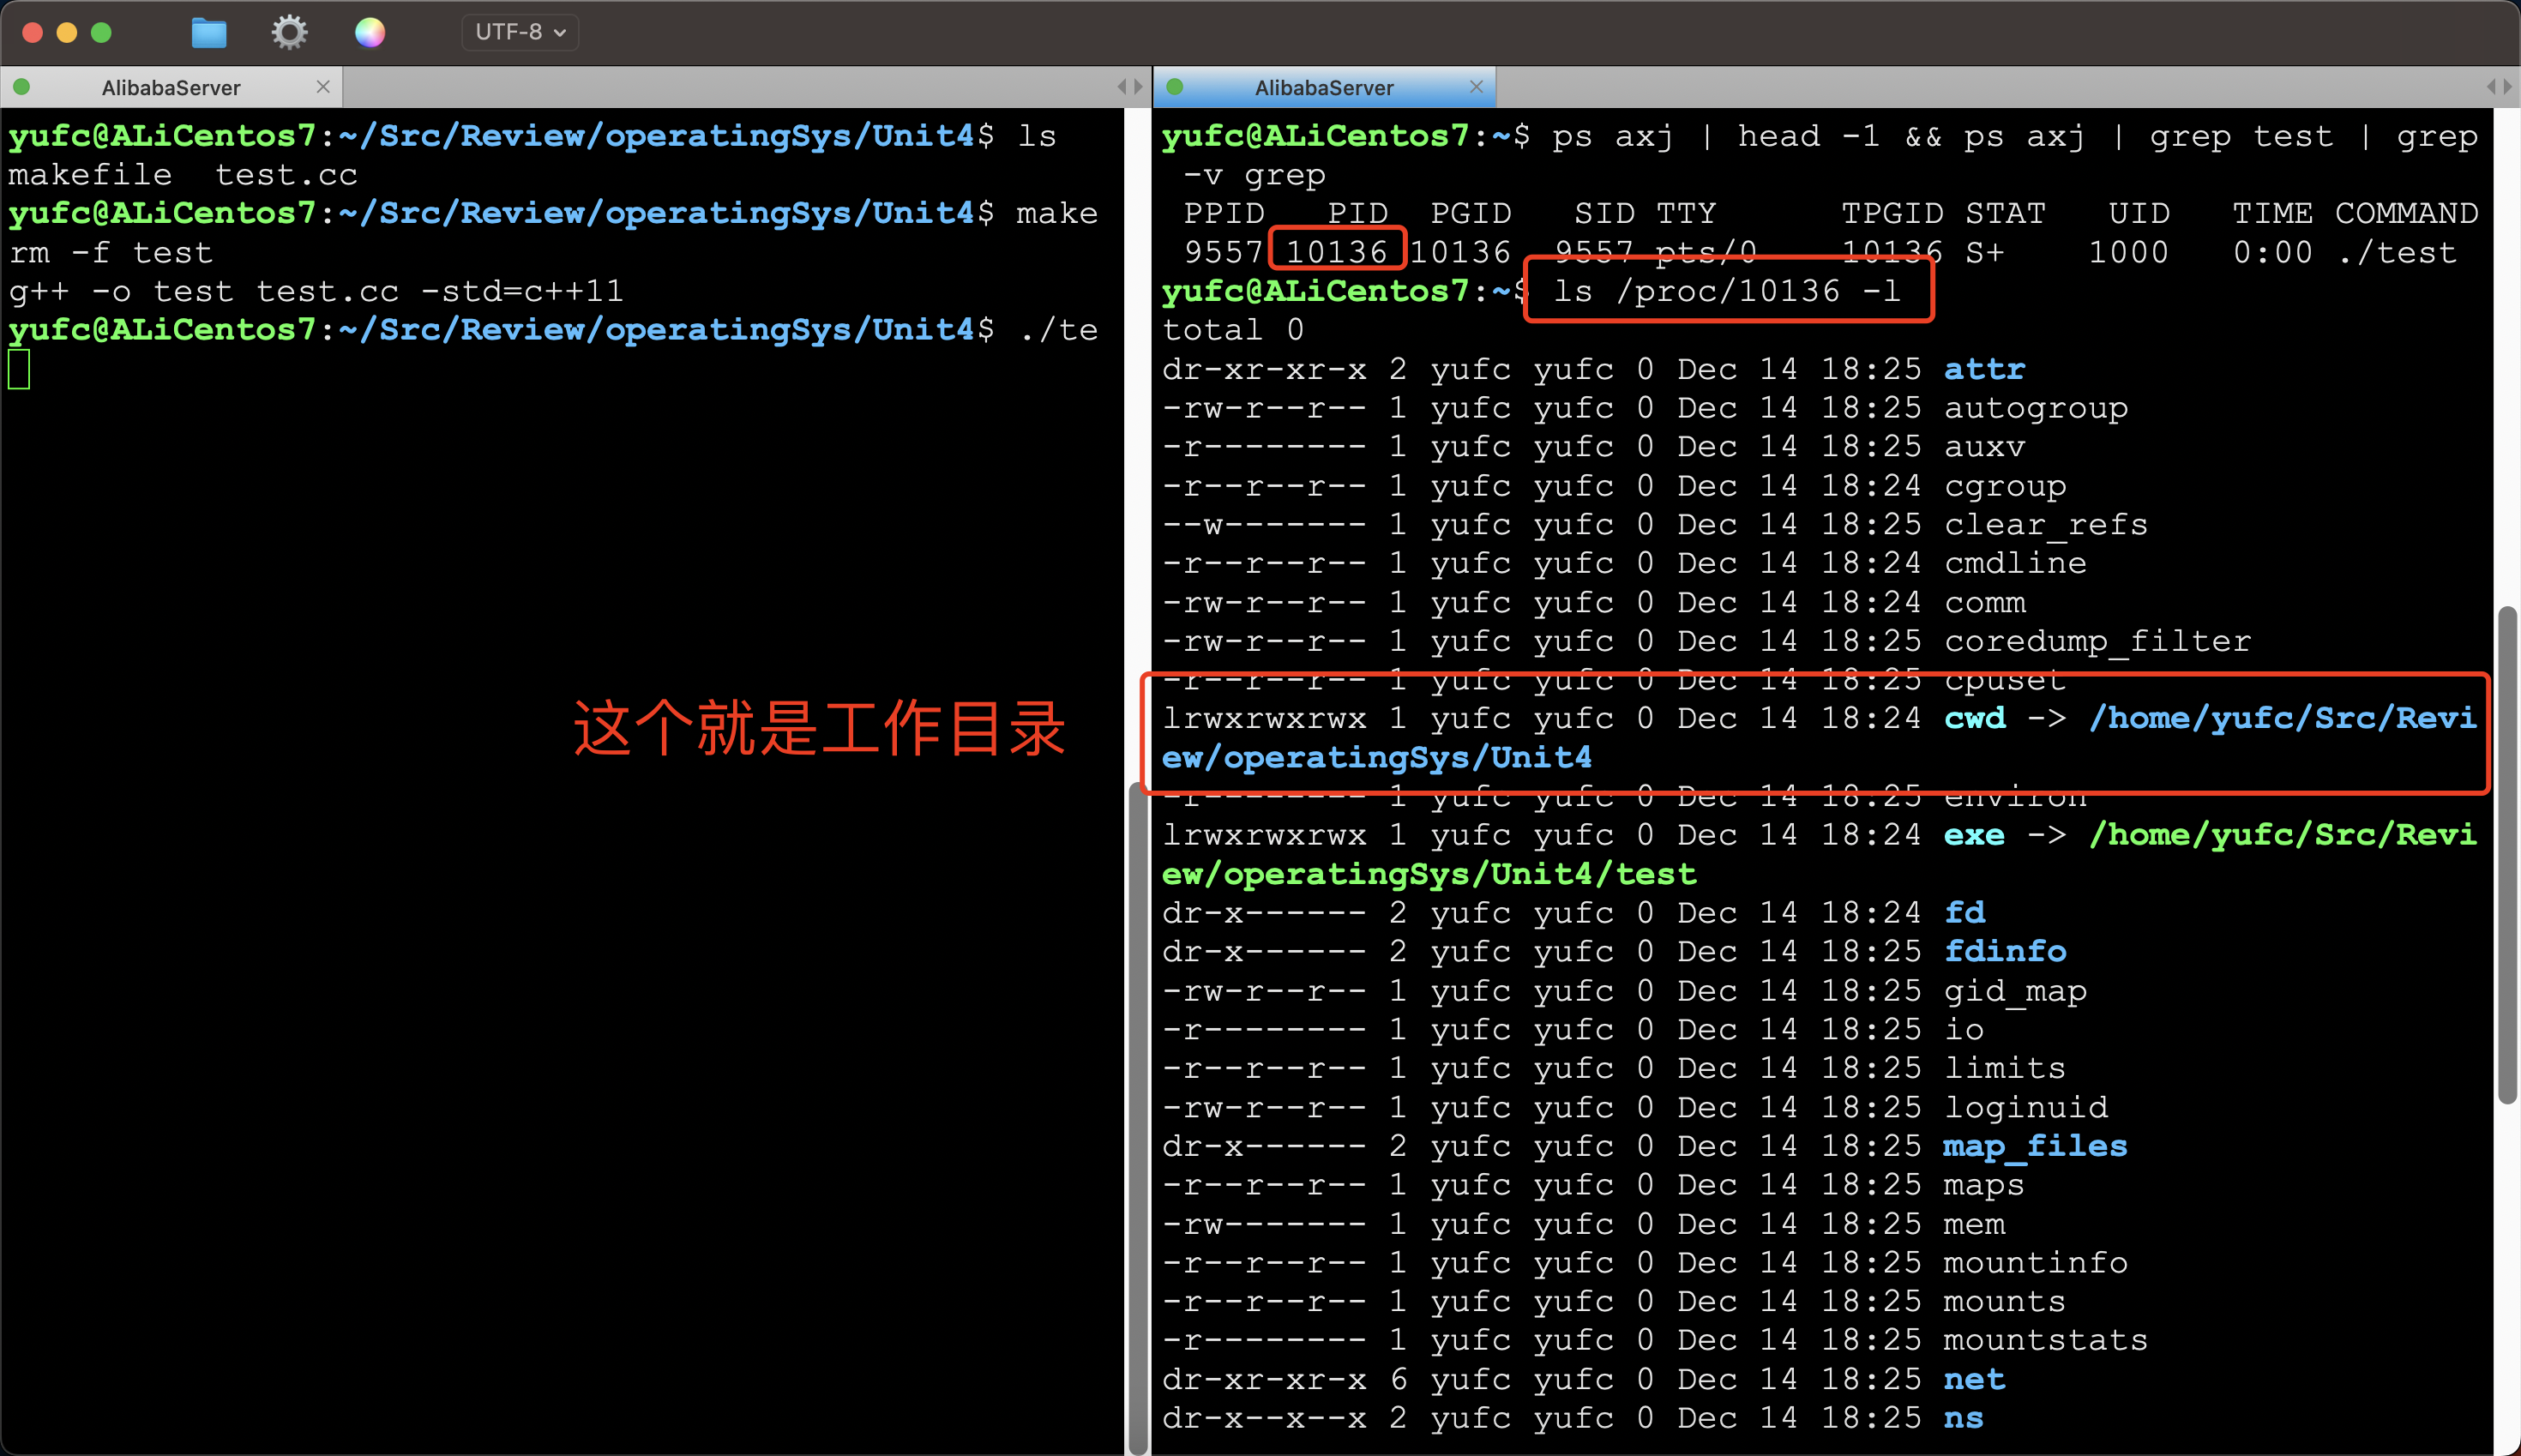 UTF-8
AlibabaServer
yufc@ALiCentos7:~/Src/Review/operatingSys/Unit4$ ls
makefile  test.cc
yufc@ALiCentos7:~/Src/Review/operatingSys/Unit4$ make
rm -f test
g++ -o test test.cc -std=c++11
yufc@ALiCentos7:~/Src/Review/operatingSys/Unit4$ ./te
这个就是工作目录
AlibabaServer
yufc@ALiCentos7:~$ ps axj | head -1 && ps axj | grep test | grep
-v grep
PPID PID PGID SID TTY TPGID STAT UID TIME COMMAND
9557 10136 10136 9557 pts/0 10136 S+ 1000 0:00 ./test
yufc@ALiCentos7:~$ ls /proc/10136 -l
total 0
dr-xr-xr-x 2 yufc yufc 0 Dec 14 18:25 attr
-rw-r--r-- 1 yufc yufc 0 Dec 14 18:25 autogroup
-r-------- 1 yufc yufc 0 Dec 14 18:25 auxv
-r--r--r-- 1 yufc yufc 0 Dec 14 18:24 cgroup
--w------- 1 yufc yufc 0 Dec 14 18:25 clear_refs
-r--r--r-- 1 yufc yufc 0 Dec 14 18:24 cmdline
-rw-r--r-- 1 yufc yufc 0 Dec 14 18:24 comm
-rw-r--r-- 1 yufc yufc 0 Dec 14 18:25 coredump_filter
-r--r--r-- 1 yufc yufc 0 Dec 14 18:25 cpuset
lrwxrwxrwx 1 yufc yufc 0 Dec 14 18:24 cwd -> /home/yufc/Src/Revi
ew/operatingSys/Unit4
-r-------- 1 yufc yufc 0 Dec 14 18:25 environ
lrwxrwxrwx 1 yufc yufc 0 Dec 14 18:24 exe -> /home/yufc/Src/Revi
ew/operatingSys/Unit4/test
dr-x------ 2 yufc yufc 0 Dec 14 18:24 fd
dr-x------ 2 yufc yufc 0 Dec 14 18:25 fdinfo
-rw-r--r-- 1 yufc yufc 0 Dec 14 18:25 gid_map
-r-------- 1 yufc yufc 0 Dec 14 18:25 io
-r--r--r-- 1 yufc yufc 0 Dec 14 18:25 limits
-rw-r--r-- 1 yufc yufc 0 Dec 14 18:25 loginuid
dr-x------ 2 yufc yufc 0 Dec 14 18:25 map_files
-r--r--r-- 1 yufc yufc 0 Dec 14 18:25 maps
-rw------- 1 yufc yufc 0 Dec 14 18:25 mem
-r--r--r-- 1 yufc yufc 0 Dec 14 18:25 mountinfo
-r--r--r-- 1 yufc yufc 0 Dec 14 18:25 mounts
-r-------- 1 yufc yufc 0 Dec 14 18:25 mountstats
dr-xr-xr-x 6 yufc yufc 0 Dec 14 18:25 net
dr-x--x--x 2 yufc yufc 0 Dec 14 18:25 ns